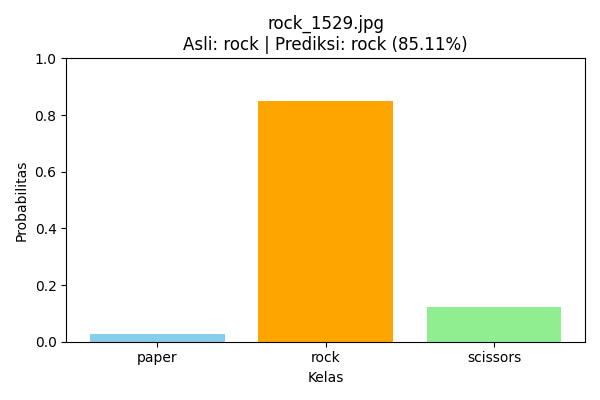 rock_1529.jpg
Asli: rock | Prediksi: rock (85.11%)
1.0
0.8
0.6
0.4
0.2
0.0
Probabilitas
paper rock scissors
Kelas